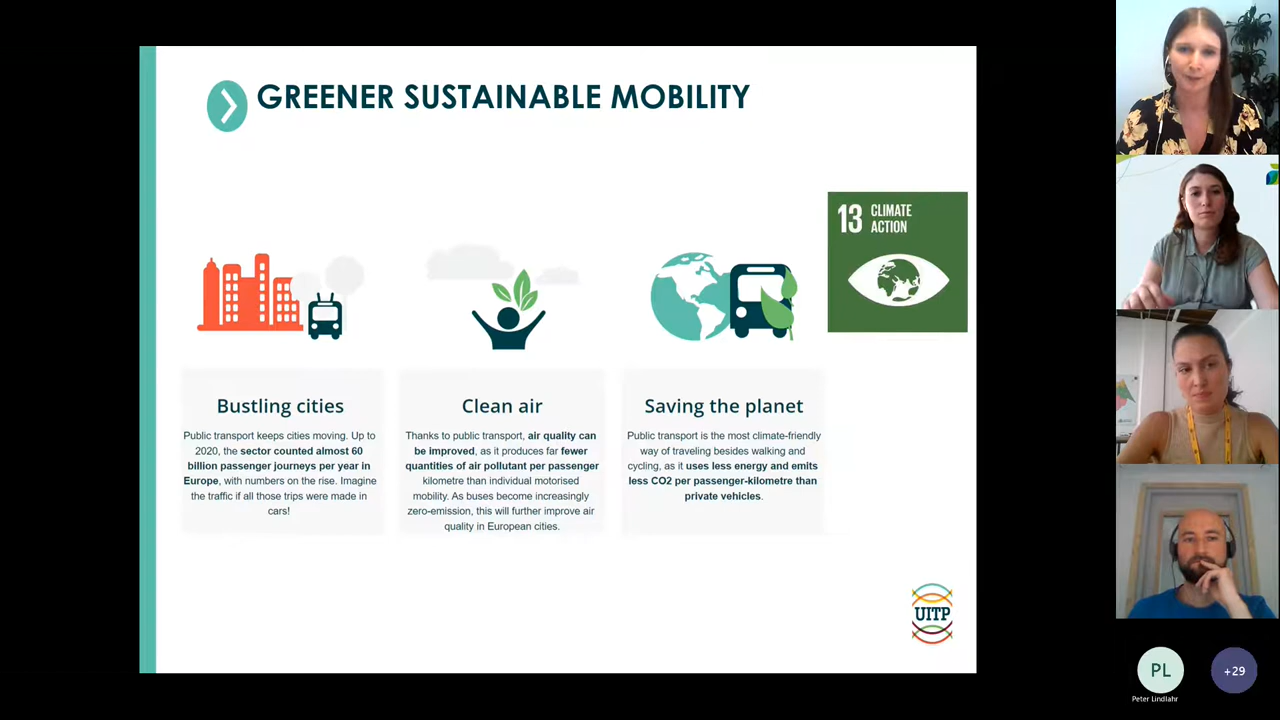 GREENER SUSTAINABLE MOBILITY
13 CLIMATE
ACTION
Bustling cities
Public transport keeps cities moving. Up to
2020, the sector counted almost 60
billion passenger journeys per year in
Europe, with numbers on the rise. Imagine
the traffic if all those trips were made in
cars!
Clean air
Thanks to public transport, air quality can
be improved, as it produces far fewer
quantities of air pollutant per passenger
kilometre than individual motorised
mobility. As buses become increasingly
zero-emission, this will further improve air
quality in European cities.
Saving the planet
Public transport is the most climate-friendly
way of traveling besides walking and
cycling, as it uses less energy and emits
less CO2 per passenger-kilometre than
private vehicles.
UITP
PL
Peter Lindlahr
+29